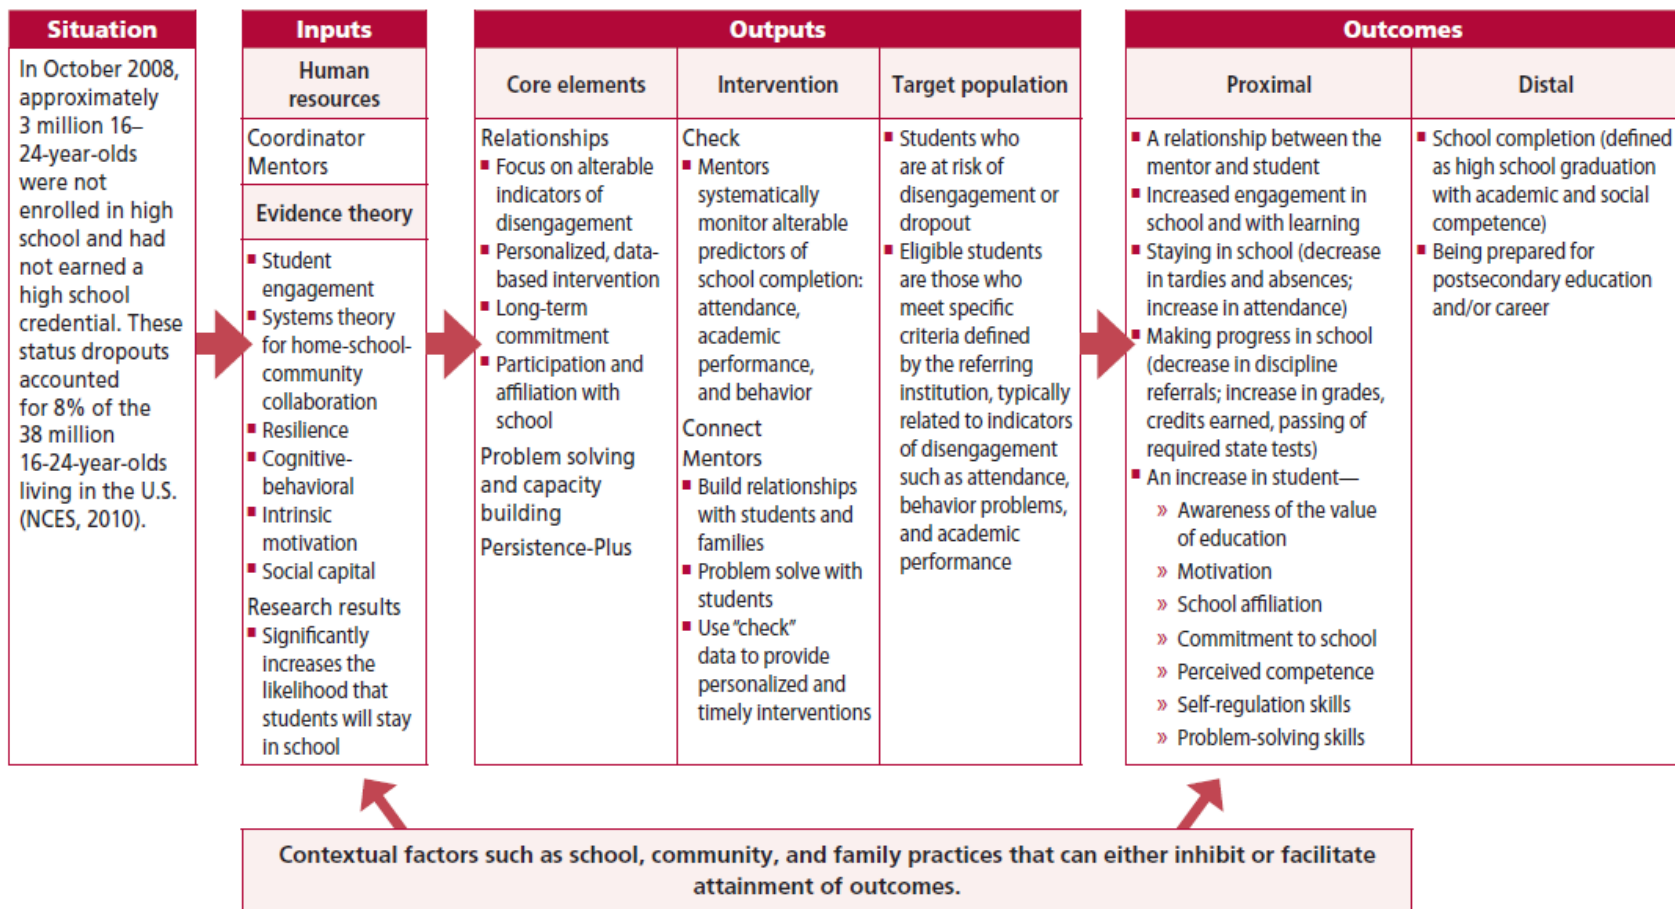 Situation
In October 2008,
approximately
3 million 16–
24-year-olds
were not
enrolled in high
school and had
not earned a
high school
credential. These
status dropouts
accounted
for 8% of the
38 million
16-24-year-olds
living in the U.S.
(NCES, 2010).
Inputs
Human
resources
Coordinator
Mentors
Evidence theory
■ Student
engagement
■ Systems theory
for home-school-
community
collaboration
■ Resilience
■ Cognitive-
behavioral
■ Intrinsic
motivation
■ Social capital
Research results
■ Significantly
increases the
likelihood that
students will stay
in school
Outputs
Core elements
Relationships
■ Focus on alterable
indicators of
disengagement
■ Personalized, data-
based intervention
■ Long-term
commitment
■ Participation and
affiliation with
school
Problem solving
and capacity
building
Persistence-Plus
Intervention
Check
■ Mentors
systematically
monitor alterable
predictors of
school completion:
attendance,
academic
performance,
and behavior
Connect
Mentors
■ Build relationships
with students and
families
■ Problem solve with
students
■ Use “check”
data to provide
personalized and
timely interventions
Target population
■ Students who
are at risk of
disengagement or
dropout
■ Eligible students
are those who
meet specific
criteria defined
by the referring
institution, typically
related to indicators
of disengagement
such as attendance,
behavior problems,
and academic
performance
Outcomes
Proximal
■ A relationship between the
mentor and student
■ Increased engagement in
school and with learning
■ Staying in school (decrease
in tardies and absences;
increase in attendance)
■ Making progress in school
(decrease in discipline
referrals; increase in grades,
credits earned, passing of
required state tests)
■ An increase in student—
» Awareness of the value
of education
» Motivation
» School affiliation
» Commitment to school
» Perceived competence
» Self-regulation skills
» Problem-solving skills
Distal
■ School completion (defined
as high school graduation
with academic and social
competence)
■ Being prepared for
postsecondary education
and/or career
Contextual factors such as school, community, and family practices that can either inhibit or facilitate
attainment of outcomes.